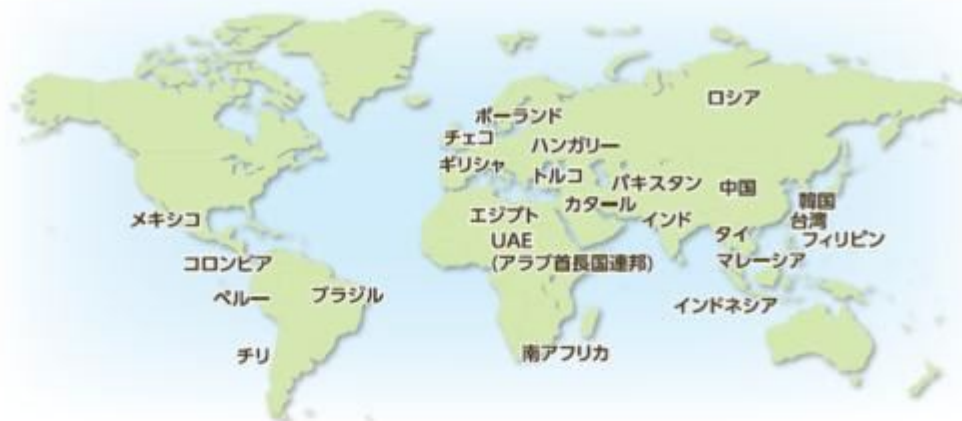 ロシア
ポーランド
チェコ
ハンガリー
ギリシャ
トルコ
パキスタン
中国
カタール
韓国
メキシコ
エジプト
インド
台湾
UAE
タイ
フィリピン
(アラブ首長国連邦)
マレーシア
コロンビア
ペルー
ブラジル
インドネシア
チリ
南アフリカ